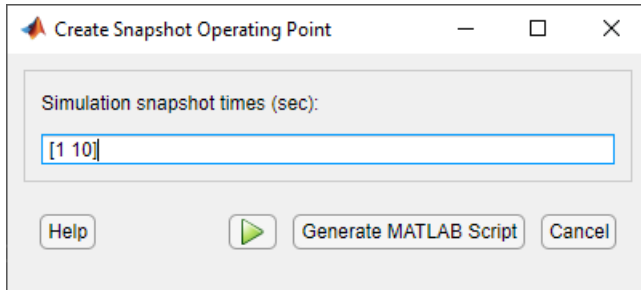 Create Snapshot Operating Point
Simulation snapshot times (sec):
[1 10]
Help
Generate MATLAB Script
Cancel